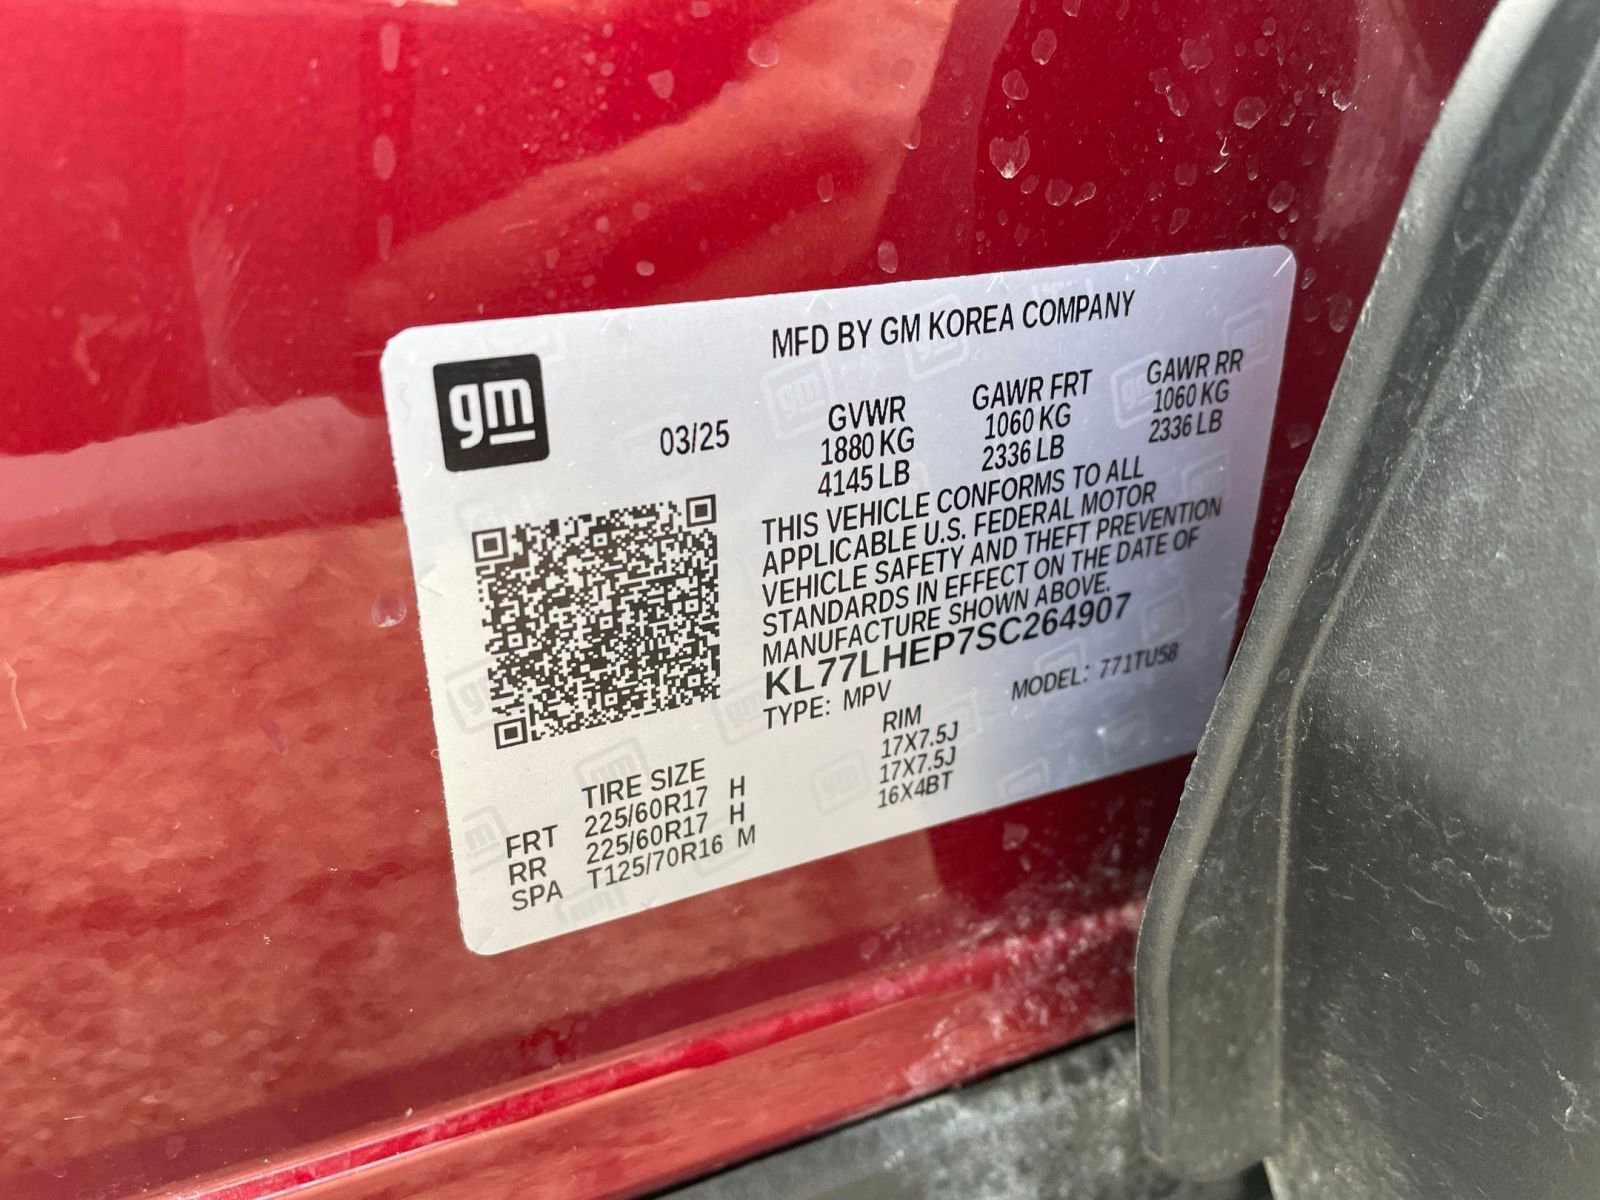 MFD BY GM KOREA COMPANY
gm
03/25
GVWR GAWR FRT GAWR RR
1880 KG 1060 KG 1060 KG
4145 LB 2336 LB 2336 LB
THIS VEHICLE CONFORMS TO ALL
APPLICABLE U.S. FEDERAL MOTOR
VEHICLE SAFETY AND THEFT PREVENTION
STANDARDS IN EFFECT ON THE DATE OF
MANUFACTURE SHOWN ABOVE.
KL77LHEP7SC264907
TYPE: MPV MODEL: 771TU58
TIRE SIZE RIM
FRT 225/60R17 H 17X7.5J
RR 225/60R17 H 17X7.5J
SPA T125/70R16 M 16X4BT